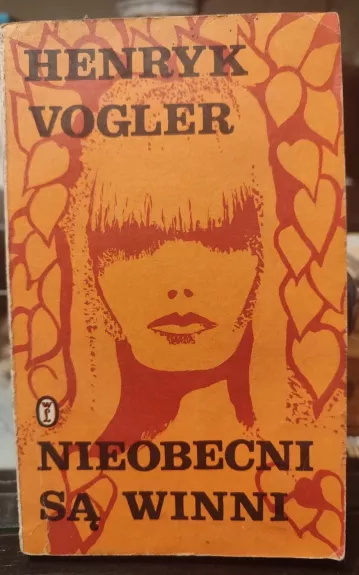 HENRYK
VOGLER
NIEOBECNI
SĄ WINNI